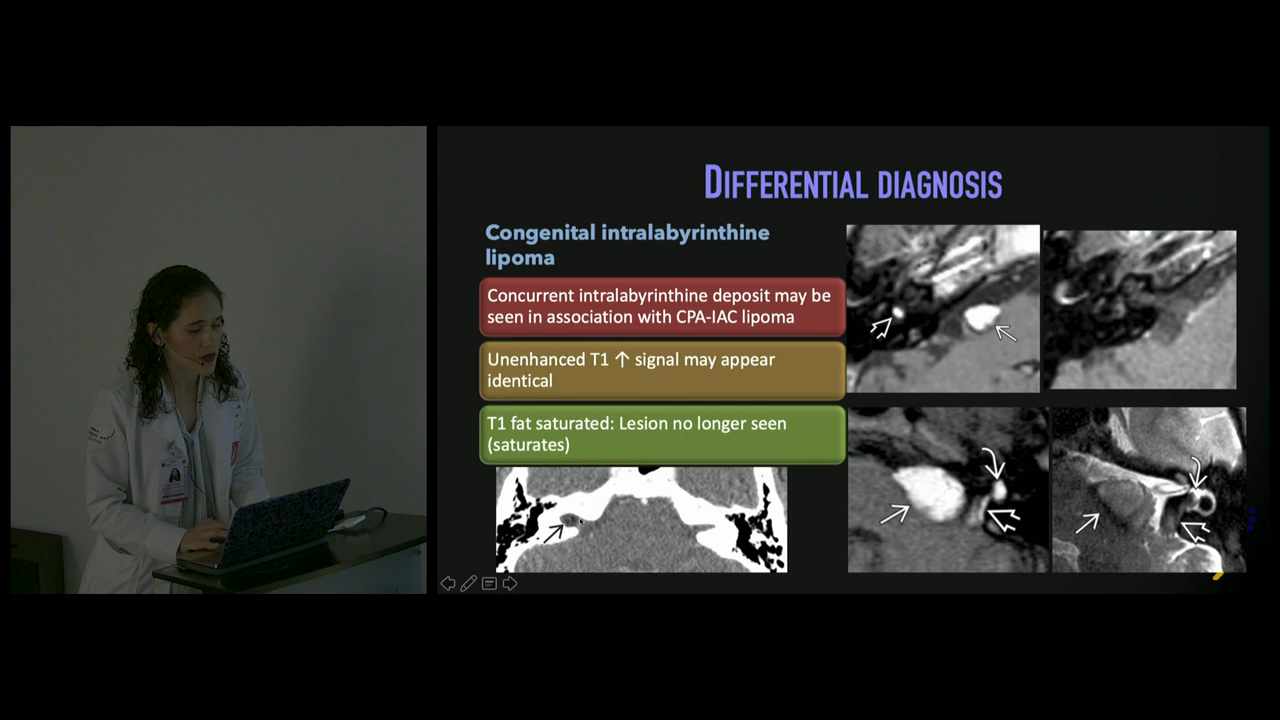 DIFFERENTIAL DIAGNOSIS
Congenital intralabyrinthine
lipoma
Concurrent intralabyrinthine deposit may be
seen in association with CPA-IAC lipoma
Unenhanced T1 ↑ signal may appear
identical
T1 fat saturated: Lesion no longer seen
(saturates)